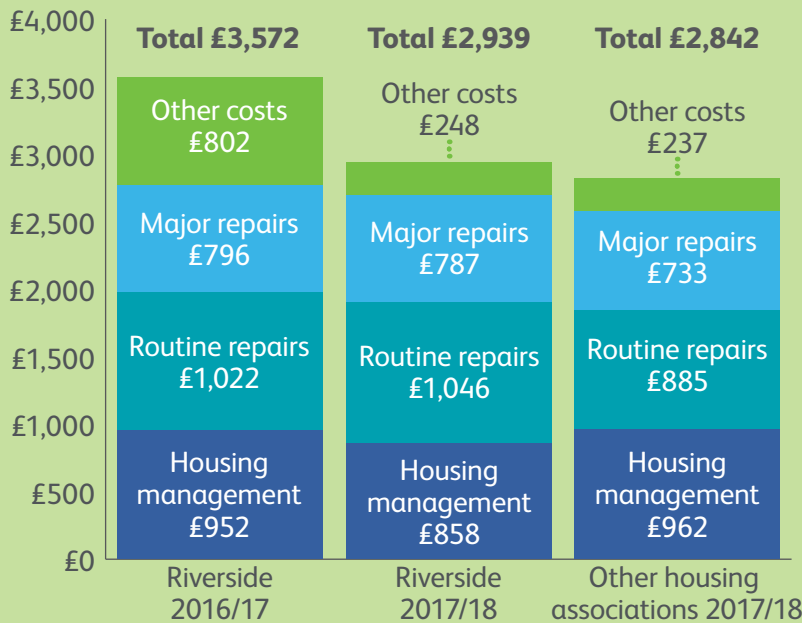 £4,000
£3,500
£3,000
£2,500
£2,000
£1,500
£1,000
£500
£0
Total £3,572
Other costs
£802
Major repairs
£796
Routine repairs
£1,022
Housing
management
£952
Riverside
2016/17
Total £2,939
Other costs
£248
Major repairs
£787
Routine repairs
£1,046
Housing
management
£858
Riverside
2017/18
Total £2,842
Other costs
£237
Major repairs
£733
Routine repairs
£885
Housing
management
£962
Other housing
associations 2017/18